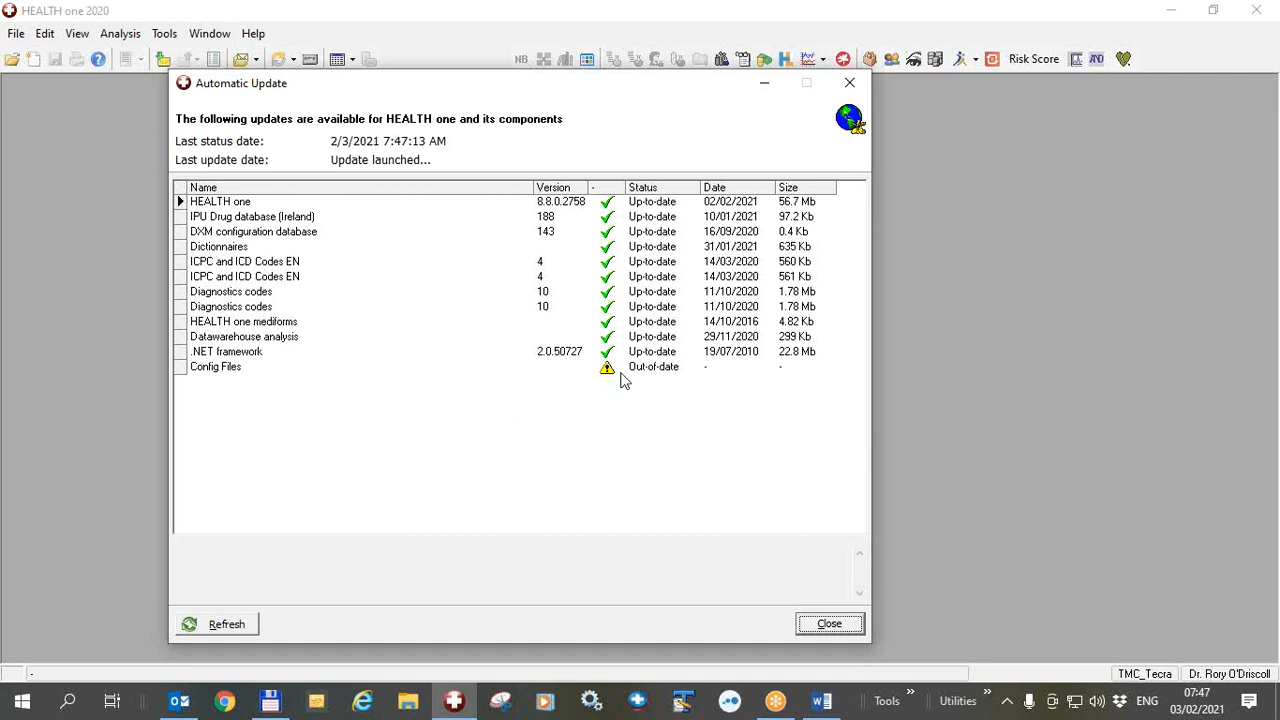 HEALTH one 2020
File Edit View Analysis Tools Window Help
NB H Risk Score AND
Automatic Update
The following updates are available for HEALTH one and its components
Last status date: 2/3/2021 7:47:13 AM
Last update date: Update launched...
Name Version - Status Date Size
HEALTH one 8.8.0.2758 Up-to-date 02/02/2021 56.7 Mb
IPU Drug database (Ireland) 188 Up-to-date 10/01/2021 97.2 Kb
DXM configuration database 143 Up-to-date 16/09/2020 0.4 Kb
Dictionnaires Up-to-date 31/01/2021 635 Kb
ICPC and ICD Codes EN 4 Up-to-date 14/03/2020 560 Kb
ICPC and ICD Codes EN 4 Up-to-date 14/03/2020 561 Kb
Diagnostics codes 10 Up-to-date 11/10/2020 1.78 Mb
Diagnostics codes 10 Up-to-date 11/10/2020 1.78 Mb
HEALTH one mediforms Up-to-date 14/10/2016 4.82 Kb
Datawarehouse analysis Up-to-date 29/11/2020 299 Kb
.NET framework 2.0.50727 Up-to-date 19/07/2010 22.8 Mb
Config Files Out-of-date - -
Refresh Close
- TMC_Tecra Dr. Rory O'Driscoll
Tools » Utilities » ENG 07:47
03/02/2021